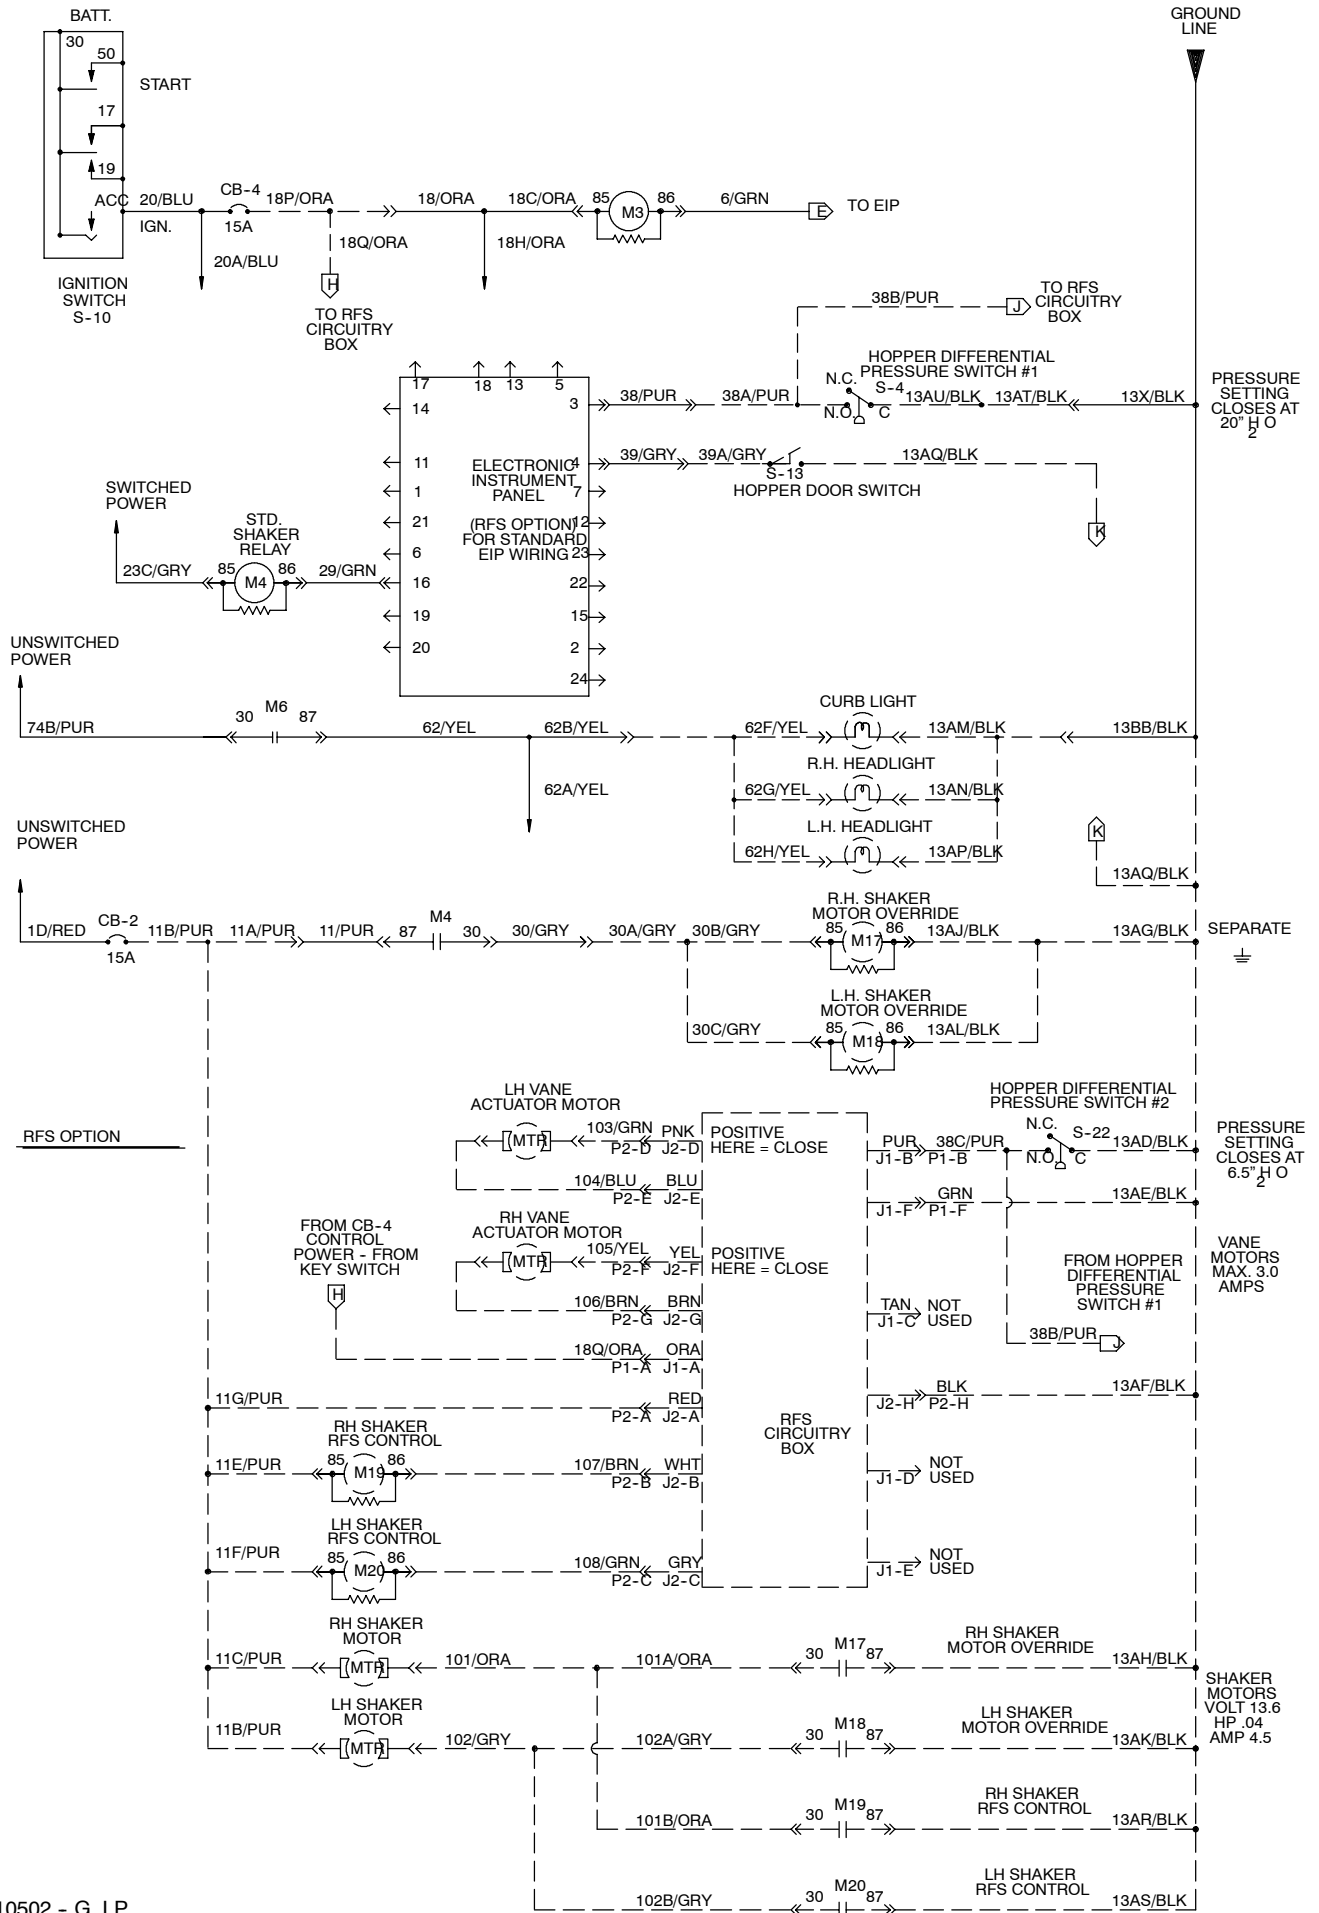 BATT.
GROUND
LINE
30
50
START
17
19
ACC
20/BLU
CB-4
18P/ORA
18/ORA
18C/ORA
85
M3
86
6/GRN
E
TO EIP
IGN.
15A
18Q/ORA
18H/ORA
20A/BLU
IGNITION
SWITCH
S-10
H
TO RFS
CIRCUITRY
BOX
38B/PUR
J
TO RFS
CIRCUITRY
BOX
HOPPER DIFFERENTIAL
PRESSURE SWITCH #1
N.C.
S-4
N.O.
C
17
18
13
5
3
38/PUR
38A/PUR
13AU/BLK
13AT/BLK
13X/BLK
PRESSURE
SETTING
CLOSES AT
20" H O
2
14
11
1
21
6
16
19
20
ELECTRONIC
INSTRUMENT
PANEL
(RFS OPTION)
FOR STANDARD
EIP WIRING
4
7
12
23
22
15
2
24
39/GRY
39A/GRY
S-13
13AQ/BLK
HOPPER DOOR SWITCH
K
SWITCHED
POWER
STD.
SHAKER
RELAY
23C/GRY
85
M4
86
29/GRN
UNSWITCHED
POWER
74B/PUR
30
M6
87
62/YEL
62B/YEL
62A/YEL
CURB LIGHT
62F/YEL
13AM/BLK
13BB/BLK
R.H. HEADLIGHT
62G/YEL
13AN/BLK
L.H. HEADLIGHT
62H/YEL
13AP/BLK
K
13AQ/BLK
UNSWITCHED
POWER
1D/RED
CB-2
15A
11B/PUR
11A/PUR
11/PUR
87
M4
30
30/GRY
30A/GRY
30B/GRY
R.H. SHAKER
MOTOR OVERRIDE
85
M17
86
13AJ/BLK
13AG/BLK
SEPARATE
L.H. SHAKER
MOTOR OVERRIDE
30C/GRY
85
M18
86
13AL/BLK
RFS OPTION
LH VANE
ACTUATOR MOTOR
MTR
103/GRN
PNK
P2-D
J2-D
POSITIVE
HERE = CLOSE
104/BLU
BLU
P2-E
J2-E
RH VANE
ACTUATOR MOTOR
MTR
105/YEL
YEL
P2-F
J2-F
POSITIVE
HERE = CLOSE
106/BRN
BRN
P2-G
J2-G
FROM CB-4
CONTROL
POWER - FROM
KEY SWITCH
H
18Q/ORA
ORA
P1-A
J1-A
HOPPER DIFFERENTIAL
PRESSURE SWITCH #2
N.C.
S-22
N.O.
C
PUR
38C/PUR
J1-B
P1-B
13AD/BLK
PRESSURE
SETTING
CLOSES AT
6.5" H O
2
GRN
J1-F
P1-F
13AE/BLK
VANE
MOTORS
MAX. 3.0
AMPS
FROM HOPPER
DIFFERENTIAL
PRESSURE
SWITCH #1
TAN
J1-C
NOT
USED
38B/PUR
J
11G/PUR
RED
P2-A
J2-A
BLK
J2-H
P2-H
13AF/BLK
RFS
CIRCUITRY
BOX
RH SHAKER
RFS CONTROL
11E/PUR
85
M19
86
107/BRN
WHT
P2-B
J2-B
J1-D
NOT
USED
LH SHAKER
RFS CONTROL
11F/PUR
85
M20
86
108/GRN
GRY
P2-C
J2-C
J1-E
NOT
USED
RH SHAKER
MOTOR
11C/PUR
MTR
101/ORA
101A/ORA
30
M17
87
RH SHAKER
MOTOR OVERRIDE
13AH/BLK
SHAKER
MOTORS
VOLT 13.6
HP .04
AMP 4.5
LH SHAKER
MOTOR
11B/PUR
MTR
102/GRY
102A/GRY
30
M18
87
LH SHAKER
MOTOR OVERRIDE
13AK/BLK
101B/ORA
30
M19
87
RH SHAKER
RFS CONTROL
13AR/BLK
102B/GRY
30
M20
87
LH SHAKER
RFS CONTROL
13AS/BLK